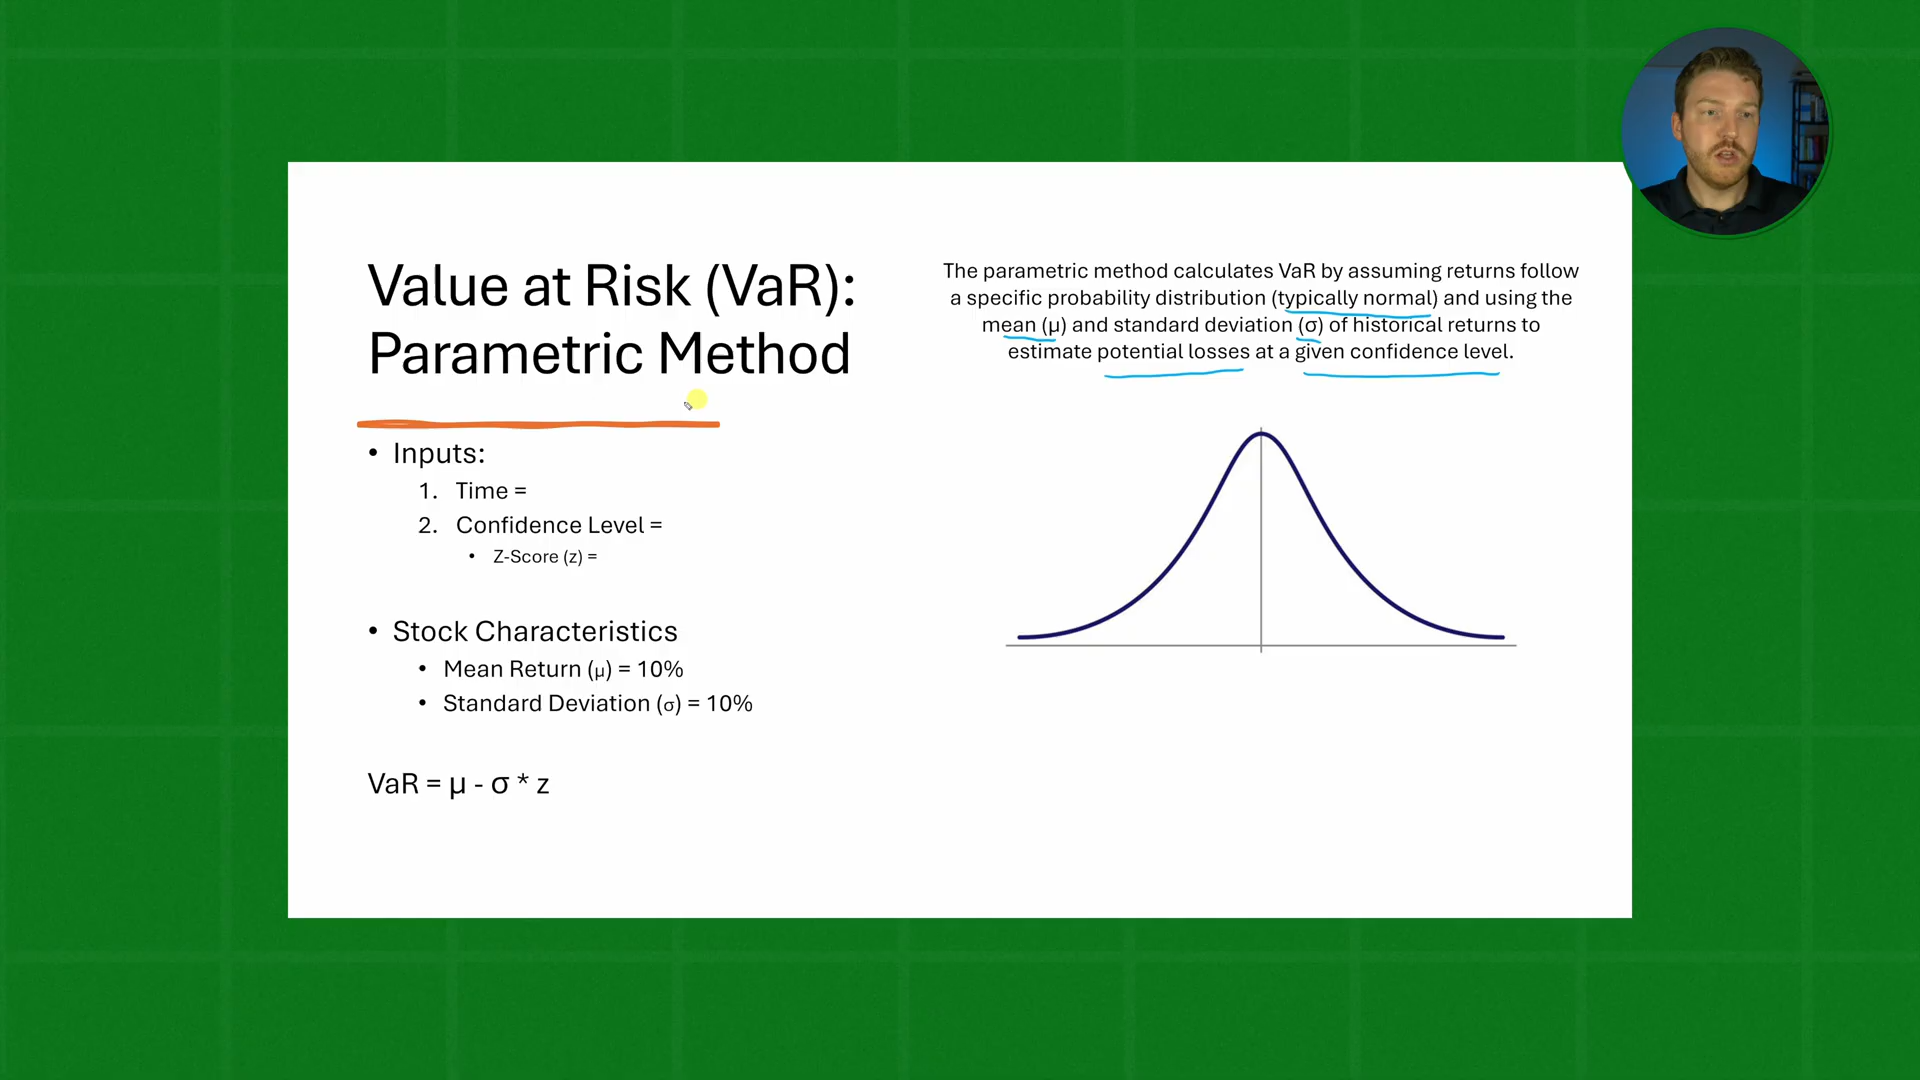 Value at Risk (VaR):
Parametric Method
• Inputs:
1. Time =
2. Confidence Level =
• Z-Score (z) =
• Stock Characteristics
• Mean Return (μ) = 10%
• Standard Deviation (σ) = 10%
VaR = μ - σ * z
The parametric method calculates VaR by assuming returns follow
a specific probability distribution (typically normal) and using the
mean (μ) and standard deviation (σ) of historical returns to
estimate potential losses at a given confidence level.